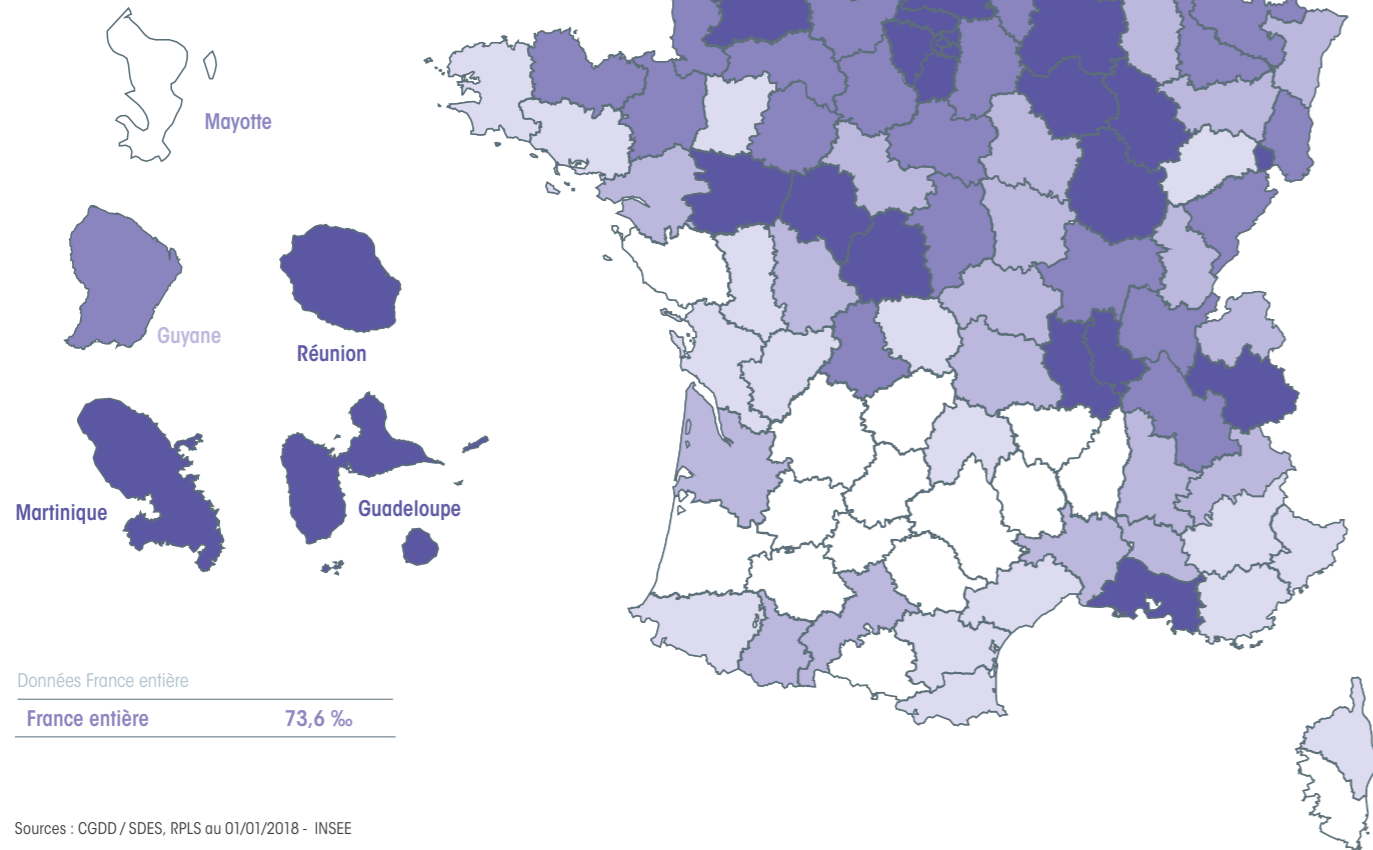 Mayotte
Guyane
Réunion
Martinique
Guadeloupe
Données France entière
France entière 73,6 ‰
Sources : CGDD / SDES, RPLS au 01/01/2018 - INSEE